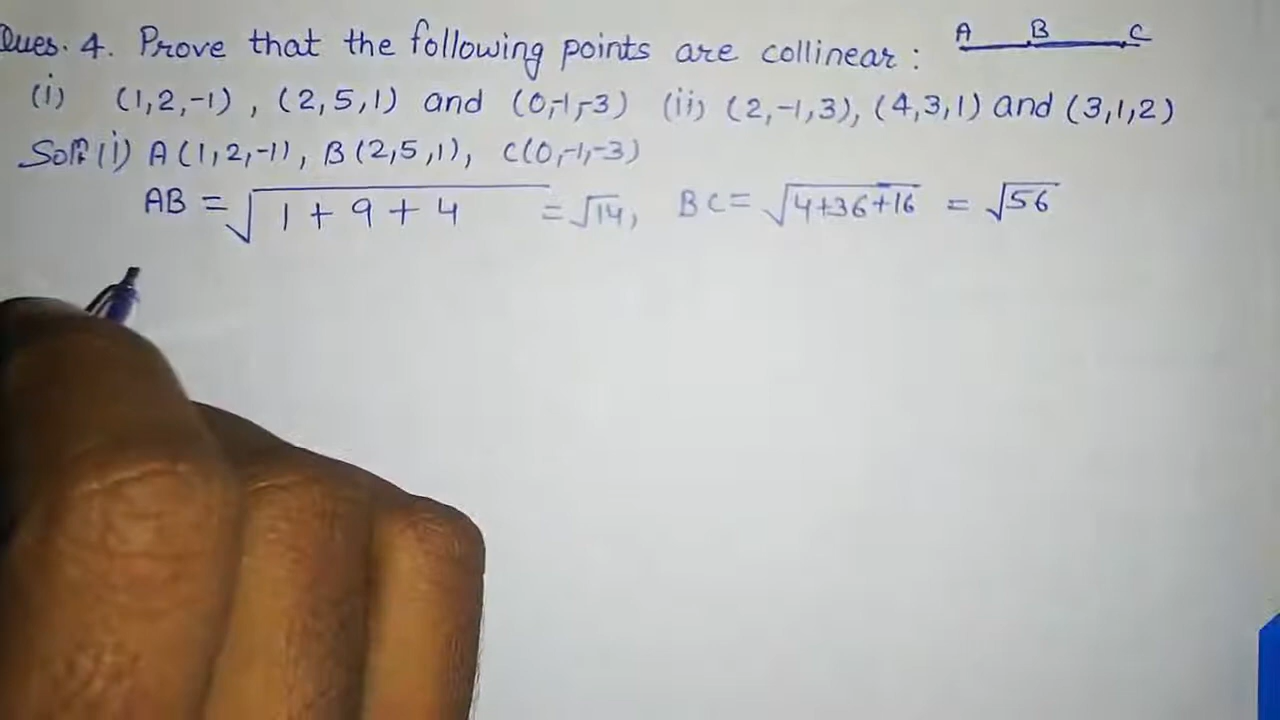 Ques. 4. Prove that the following points are collinear : A B C
(i) (1,2,-1) , (2,5,1) and (0,-1,-3) (ii) (2,-1,3), (4,3,1) and (3,1,2)
Solⁿ. (i) A(1,2,-1), B(2,5,1), C(0,-1,-3)
AB = √1 + 9 + 4 = √14, BC = √4+36+16 = √56